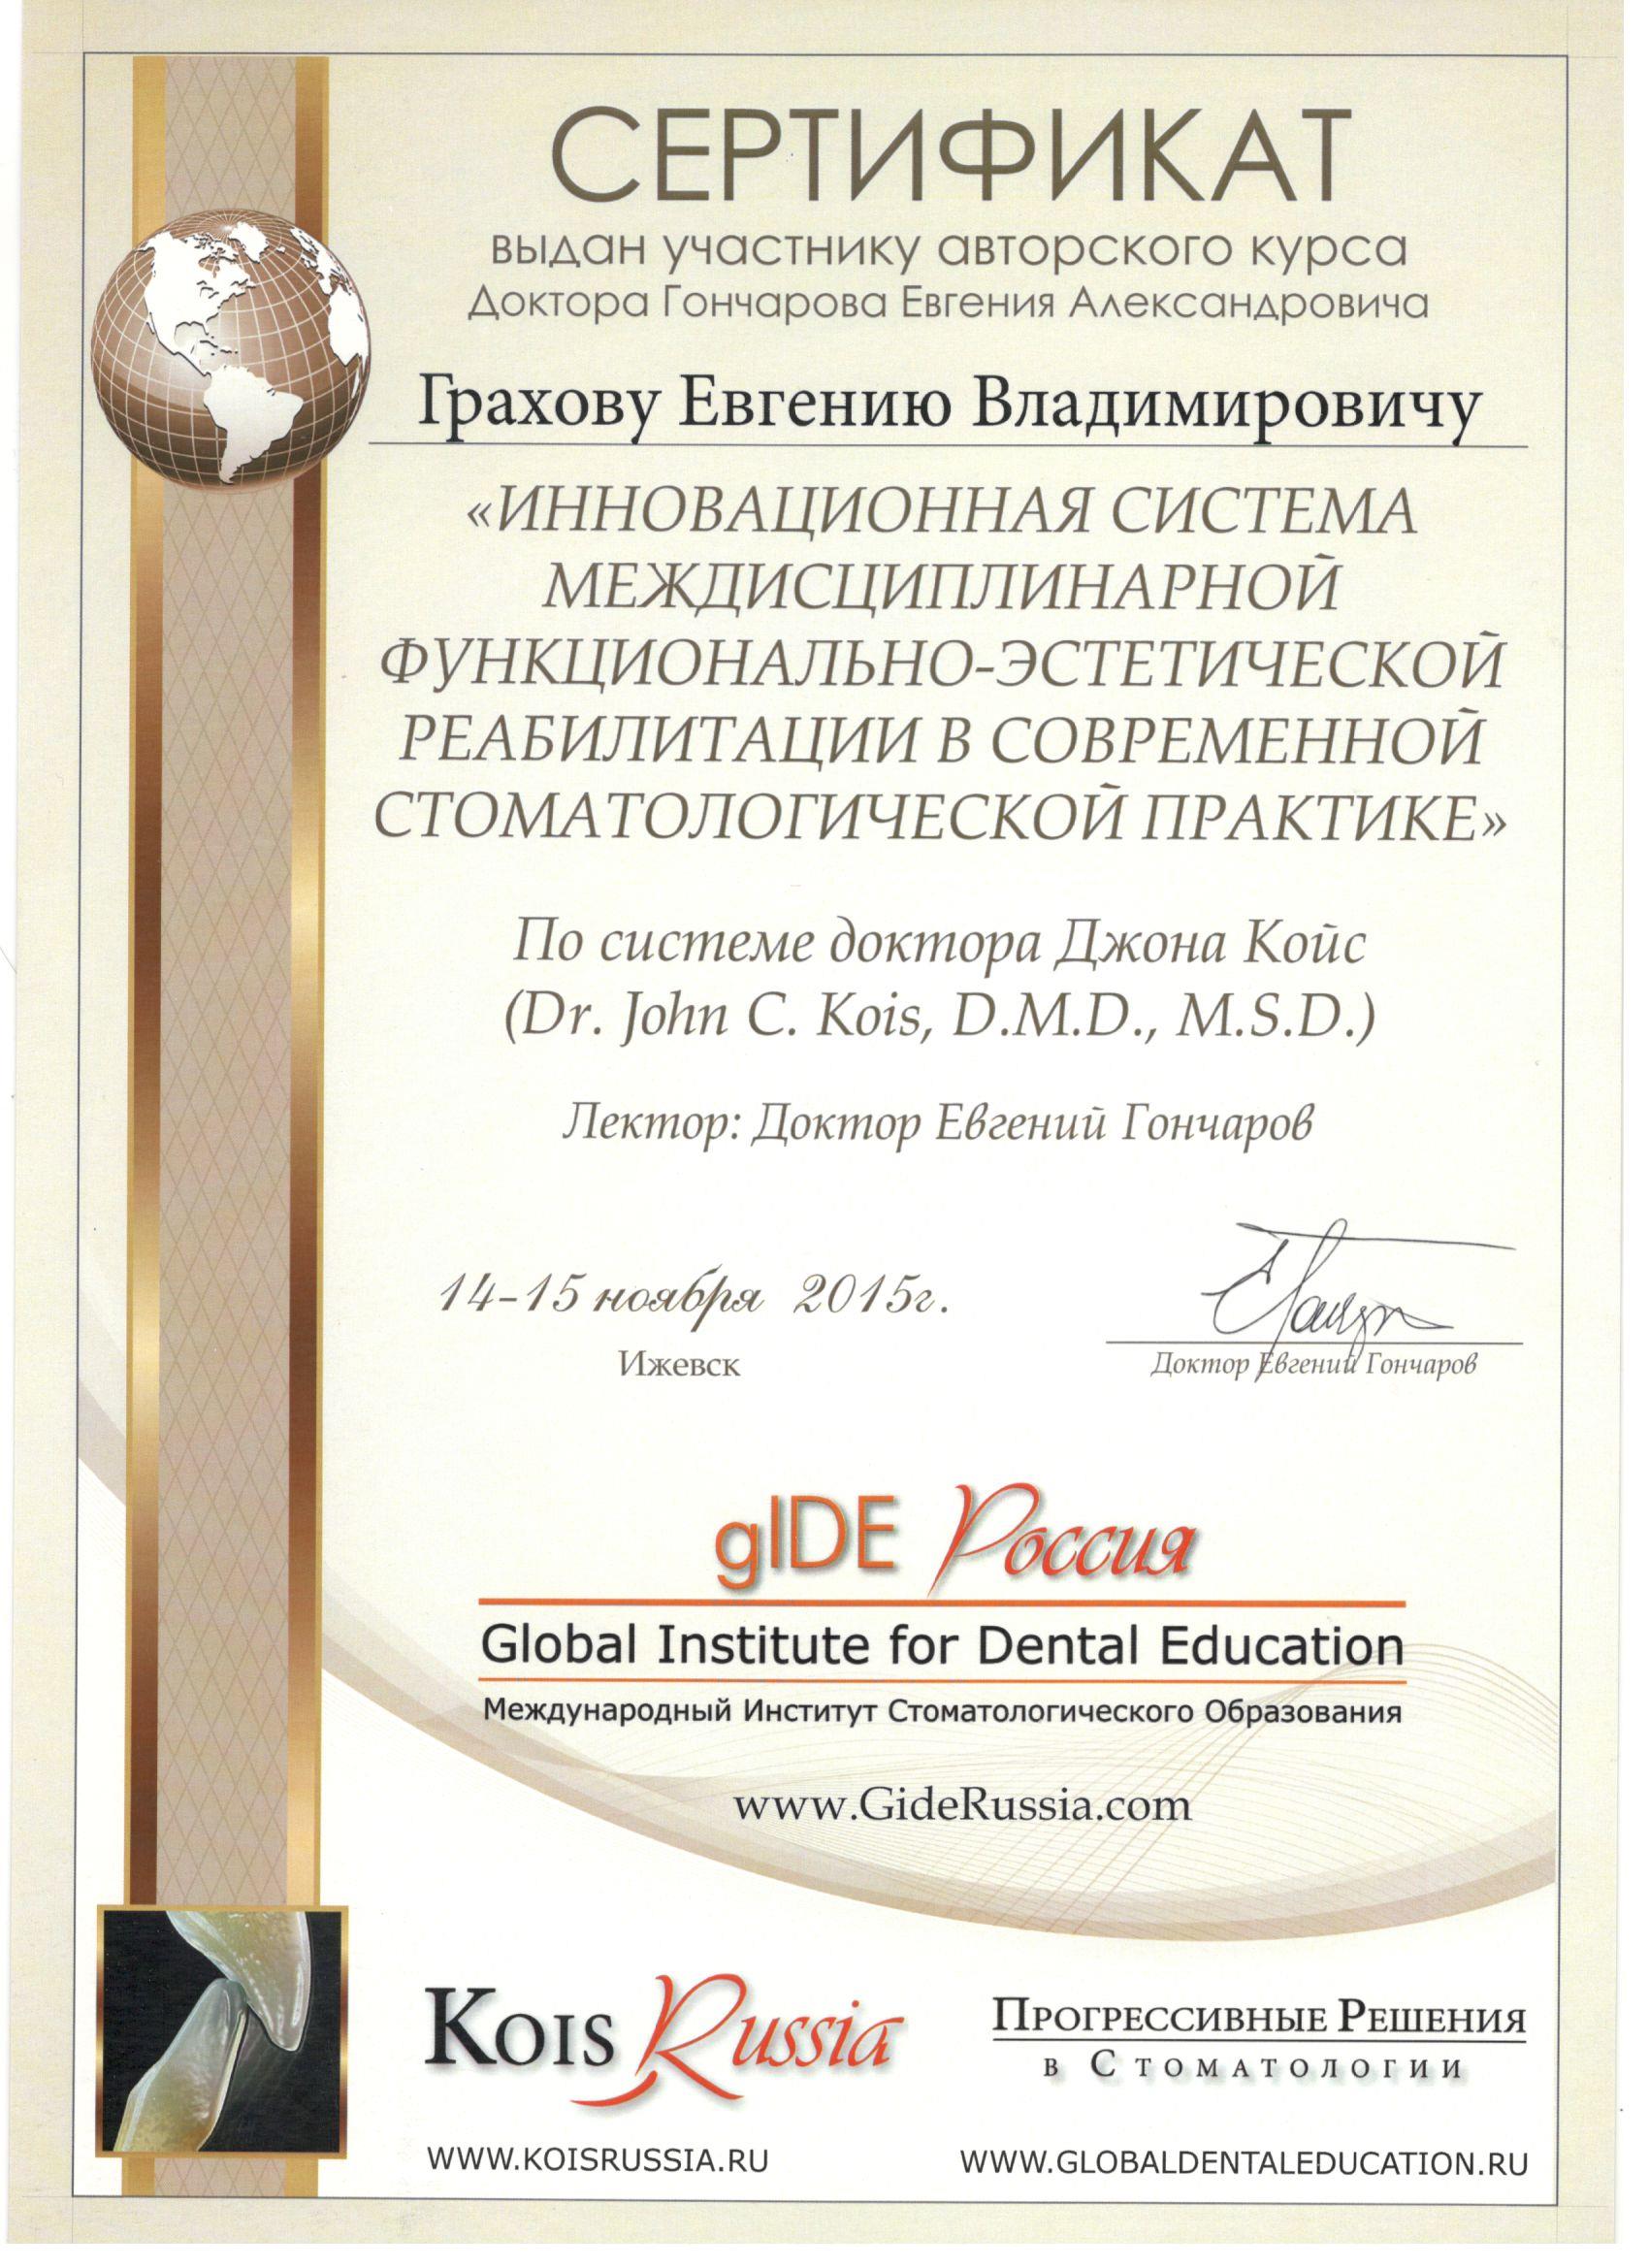 СЕРТИФИКАТ
выдан участнику авторского курса
Доктора Гончарова Евгения Александровича
Грахову Евгению Владимировичу
«ИННОВАЦИОННАЯ СИСТЕМА
МЕЖДИСЦИПЛИНАРНОЙ
ФУНКЦИОНАЛЬНО-ЭСТЕТИЧЕСКОЙ
РЕАБИЛИТАЦИИ В СОВРЕМЕННОЙ
СТОМАТОЛОГИЧЕСКОЙ ПРАКТИКЕ»
По системе доктора Джона Койс
(Dr. John C. Kois, D.M.D., M.S.D.)
Лектор: Доктор Евгений Гончаров
14-15 ноября 2015г.
Ижевск
Доктор Евгений Гончаров
gIDE Россия
Global Institute for Dental Education
Международный Институт Стоматологического Образования
www.GideRussia.com
KOIS Russia
ПРОГРЕССИВНЫЕ РЕШЕНИЯ
В СТОМАТОЛОГИИ
WWW.KOISRUSSIA.RU
WWW.GLOBALDENTALEDUCATION.RU